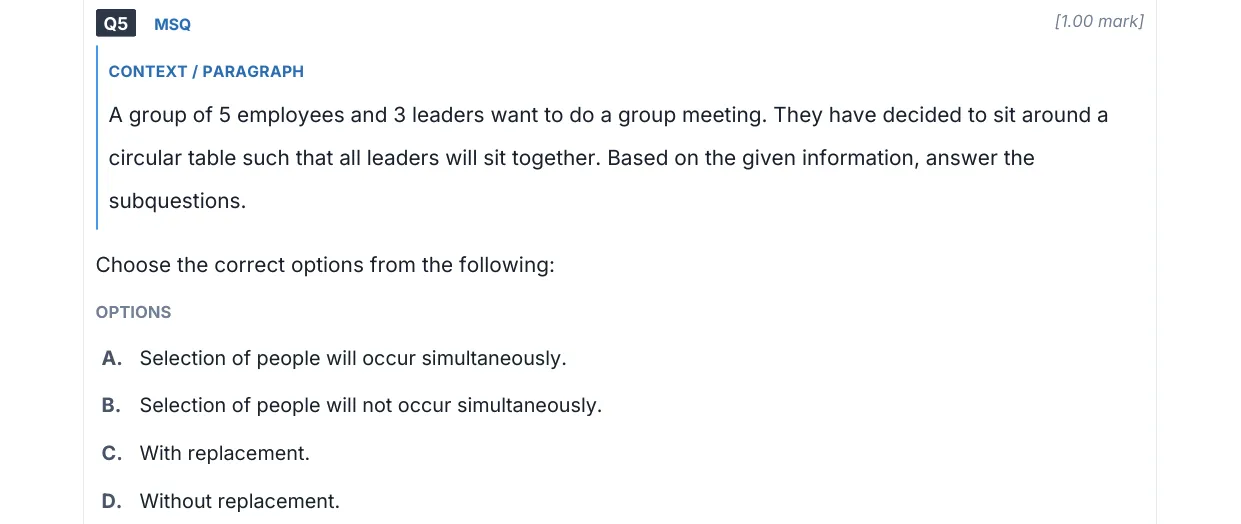 Q5 MSQ [1.00 mark]
CONTEXT / PARAGRAPH
A group of 5 employees and 3 leaders want to do a group meeting. They have decided to sit around a
circular table such that all leaders will sit together. Based on the given information, answer the
subquestions.
Choose the correct options from the following:
OPTIONS
A. Selection of people will occur simultaneously.
B. Selection of people will not occur simultaneously.
C. With replacement.
D. Without replacement.